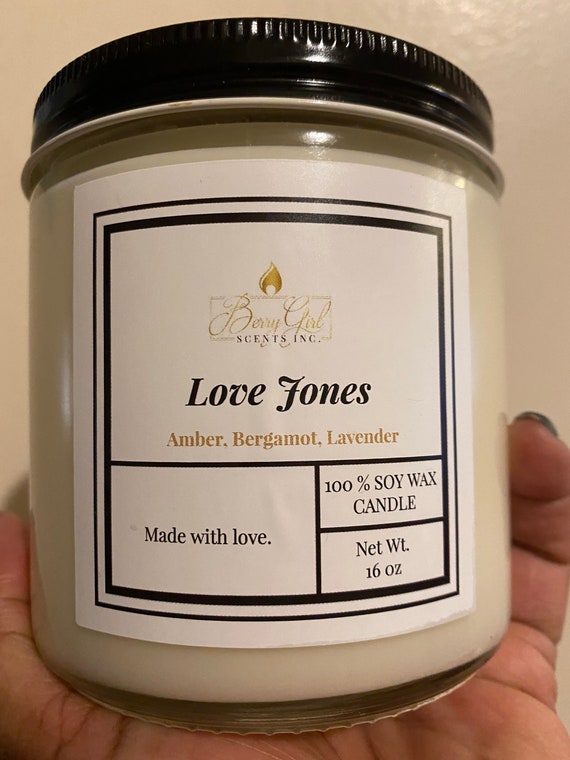 Berry Girl
SCENTS INC.
Love Jones
Amber, Bergamot, Lavender
Made with love.
100 % SOY WAX
CANDLE
Net Wt.
16 oz